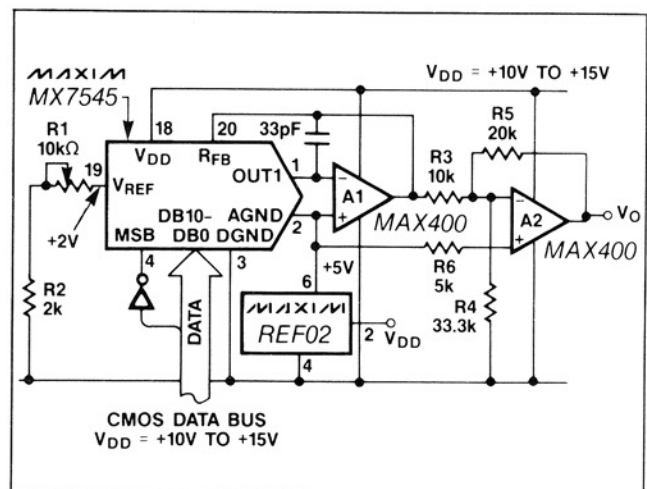 MAXIM
MX7545
VDD = +10V TO +15V
R1
10kΩ
19
18
20
33pF
R5
20k
VDD
RFB
VREF
OUT1
1
A1
R3
10k
MAX400
A2
VO
MAX400
+2V
DB10-
DB0
AGND
2
MSB
DGND
4
3
+5V
R6
5k
6
R2
2k
DATA
MAXIM
REF02
2
VDD
R4
33.3k
4
CMOS DATA BUS
VDD = +10V TO +15V